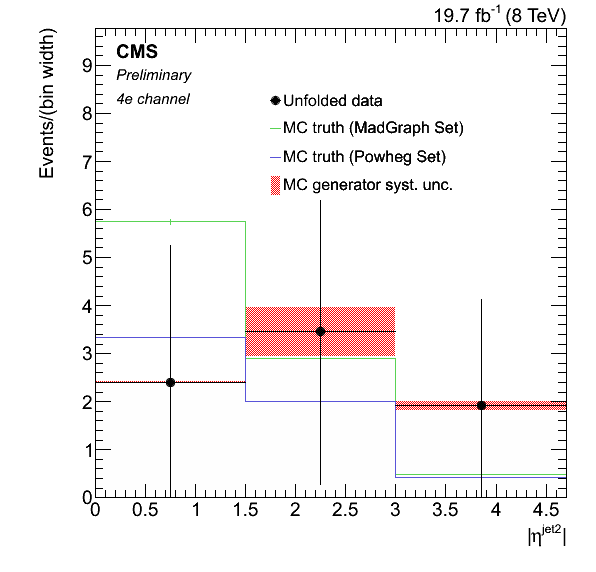 19.7 fb⁻¹ (8 TeV)
CMS
Preliminary
4e channel
Unfolded data
MC truth (MadGraph Set)
MC truth (Powheg Set)
MC generator syst. unc.
Events/(bin width)
9
8
7
6
5
4
3
2
1
0
0 0.5 1 1.5 2 2.5 3 3.5 4 4.5
|η^jet2|